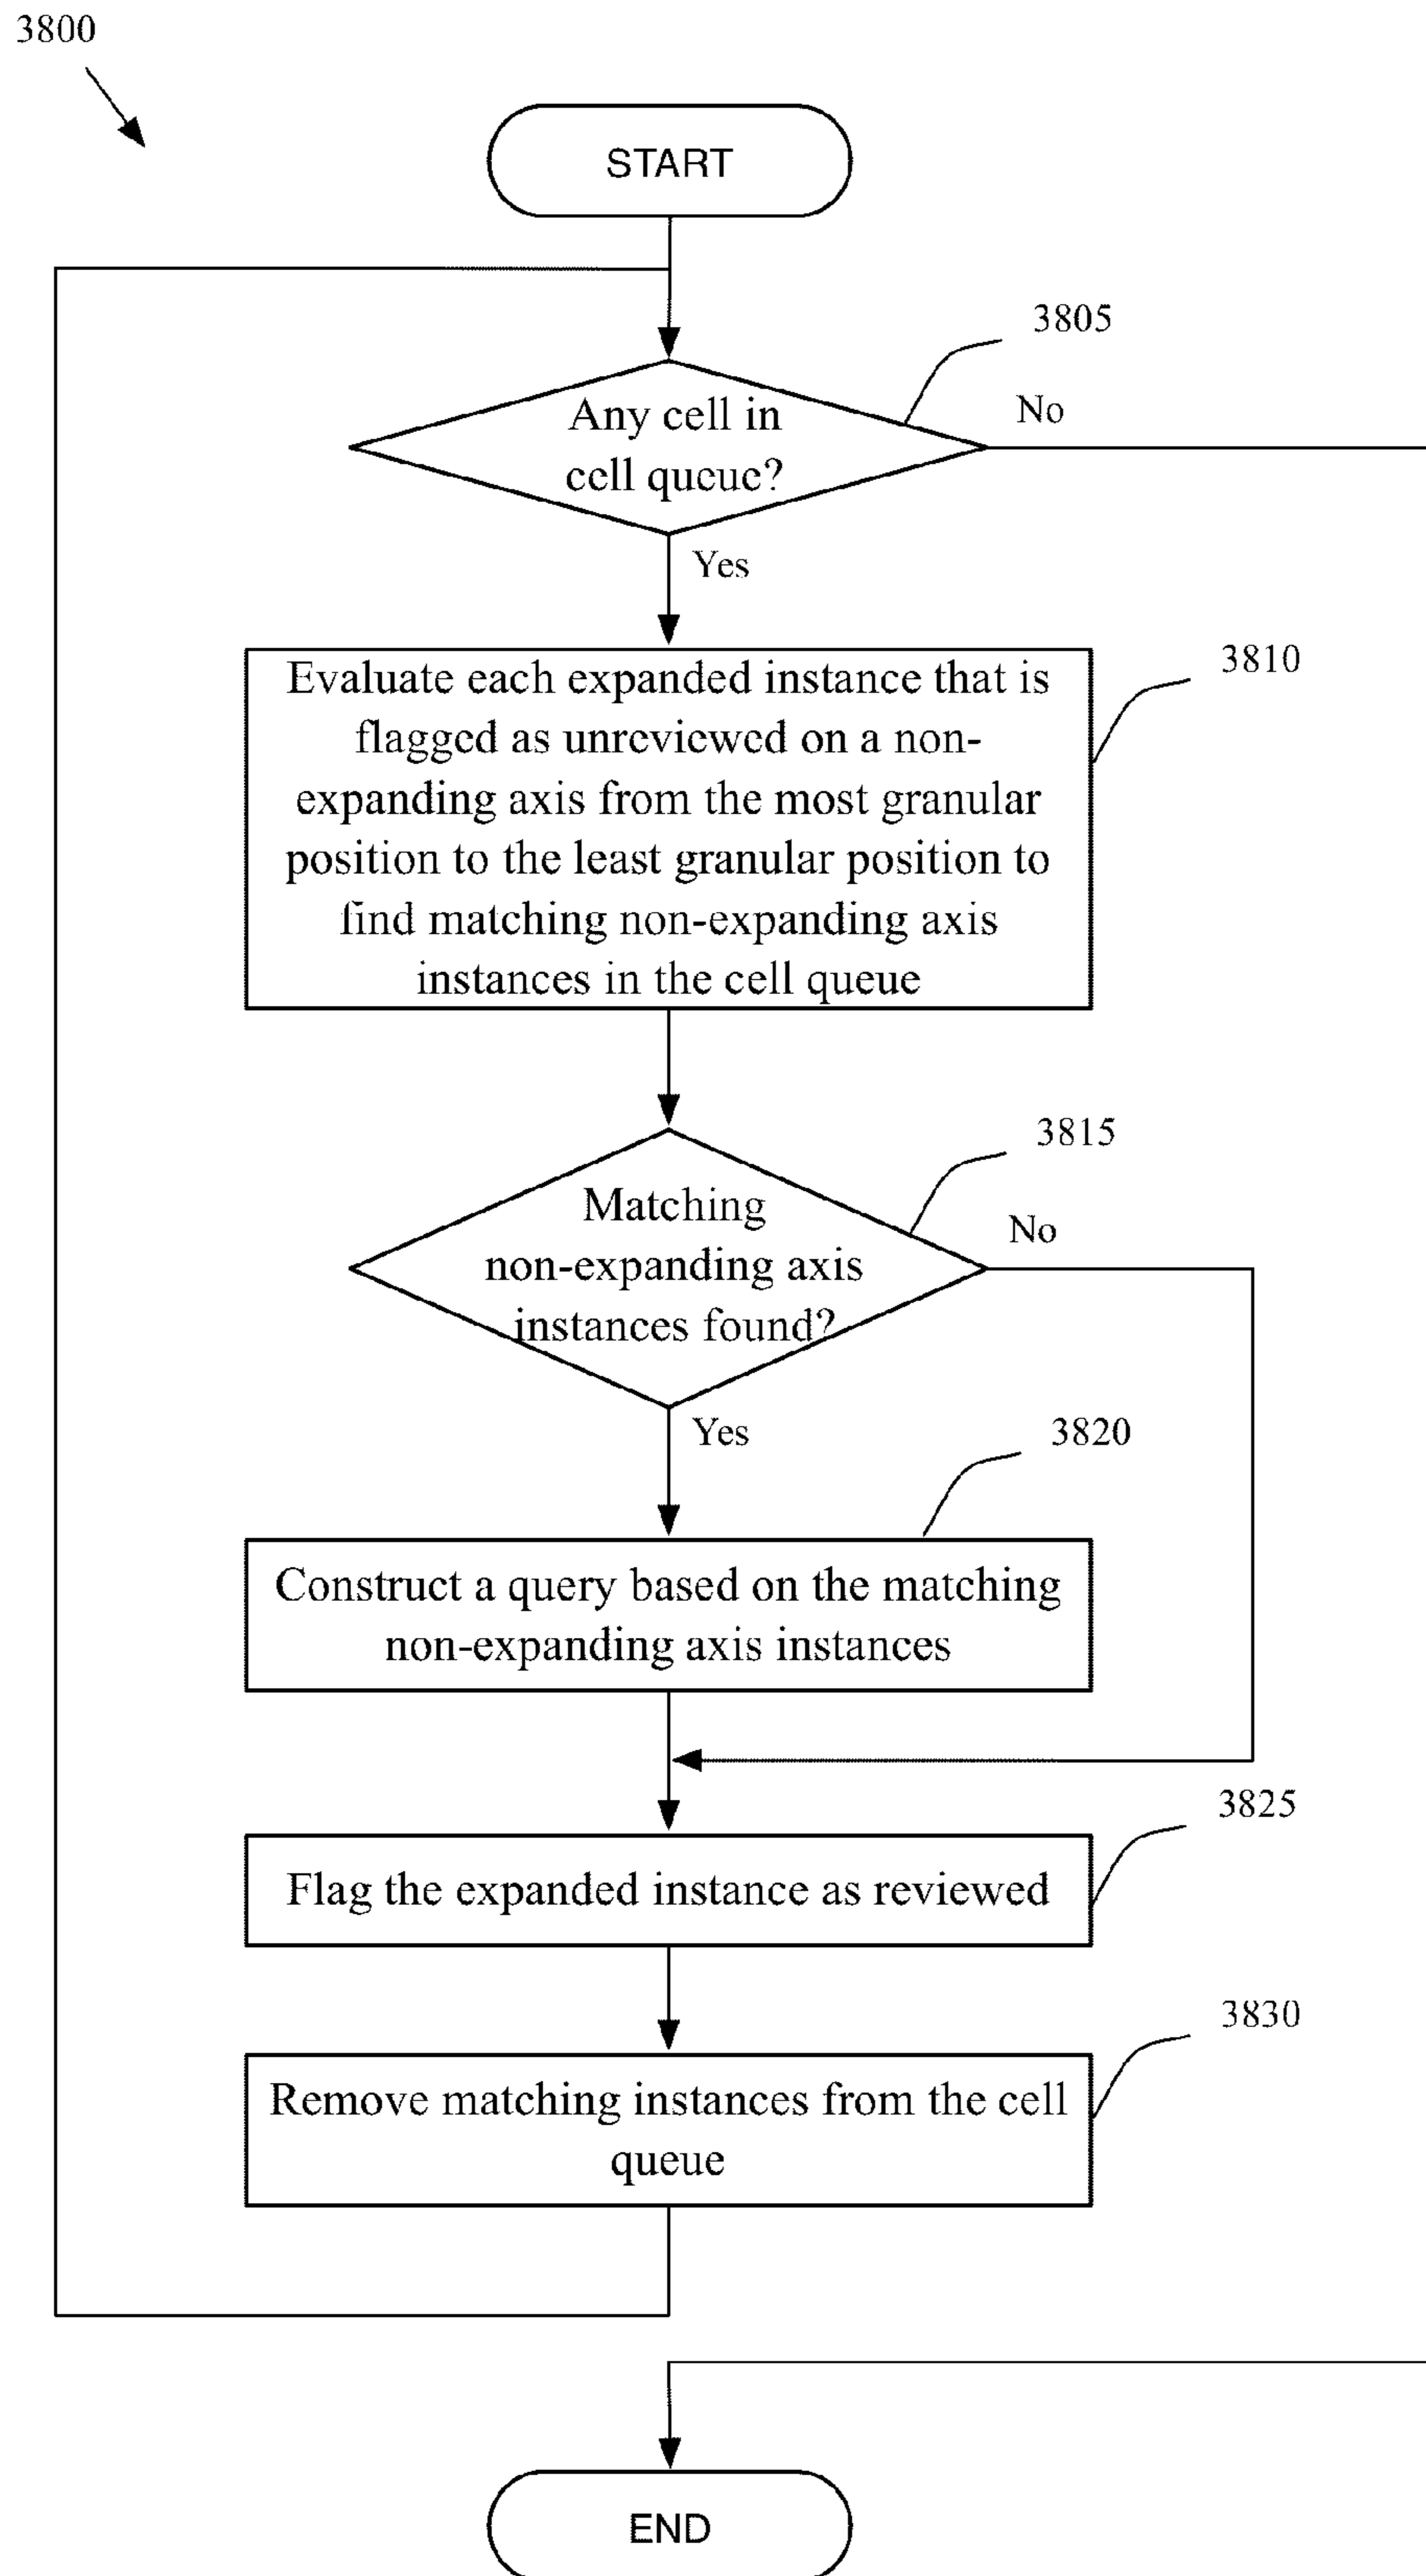 3800
START
3805
Any cell in
cell queue?
No
Yes
3810
Evaluate each expanded instance that is
flagged as unreviewed on a non-
expanding axis from the most granular
position to the least granular position to
find matching non-expanding axis
instances in the cell queue
3815
Matching
non-expanding axis
instances found?
No
Yes
3820
Construct a query based on the matching
non-expanding axis instances
3825
Flag the expanded instance as reviewed
3830
Remove matching instances from the cell
queue
END